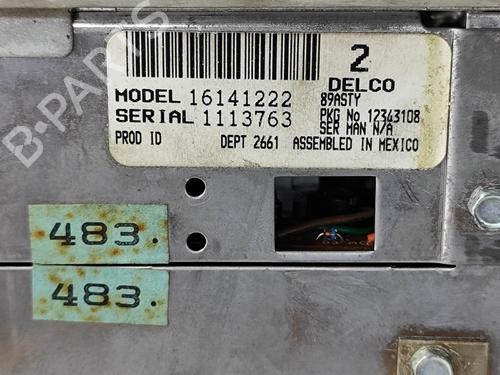 2
DELCO
MODEL 16141222
89ASTY
SERIAL 1113763
PKG No 12343108
SER MAN N/A
PROD ID DEPT 2661 ASSEMBLED IN MEXICO
483.
483.
B-PARTS